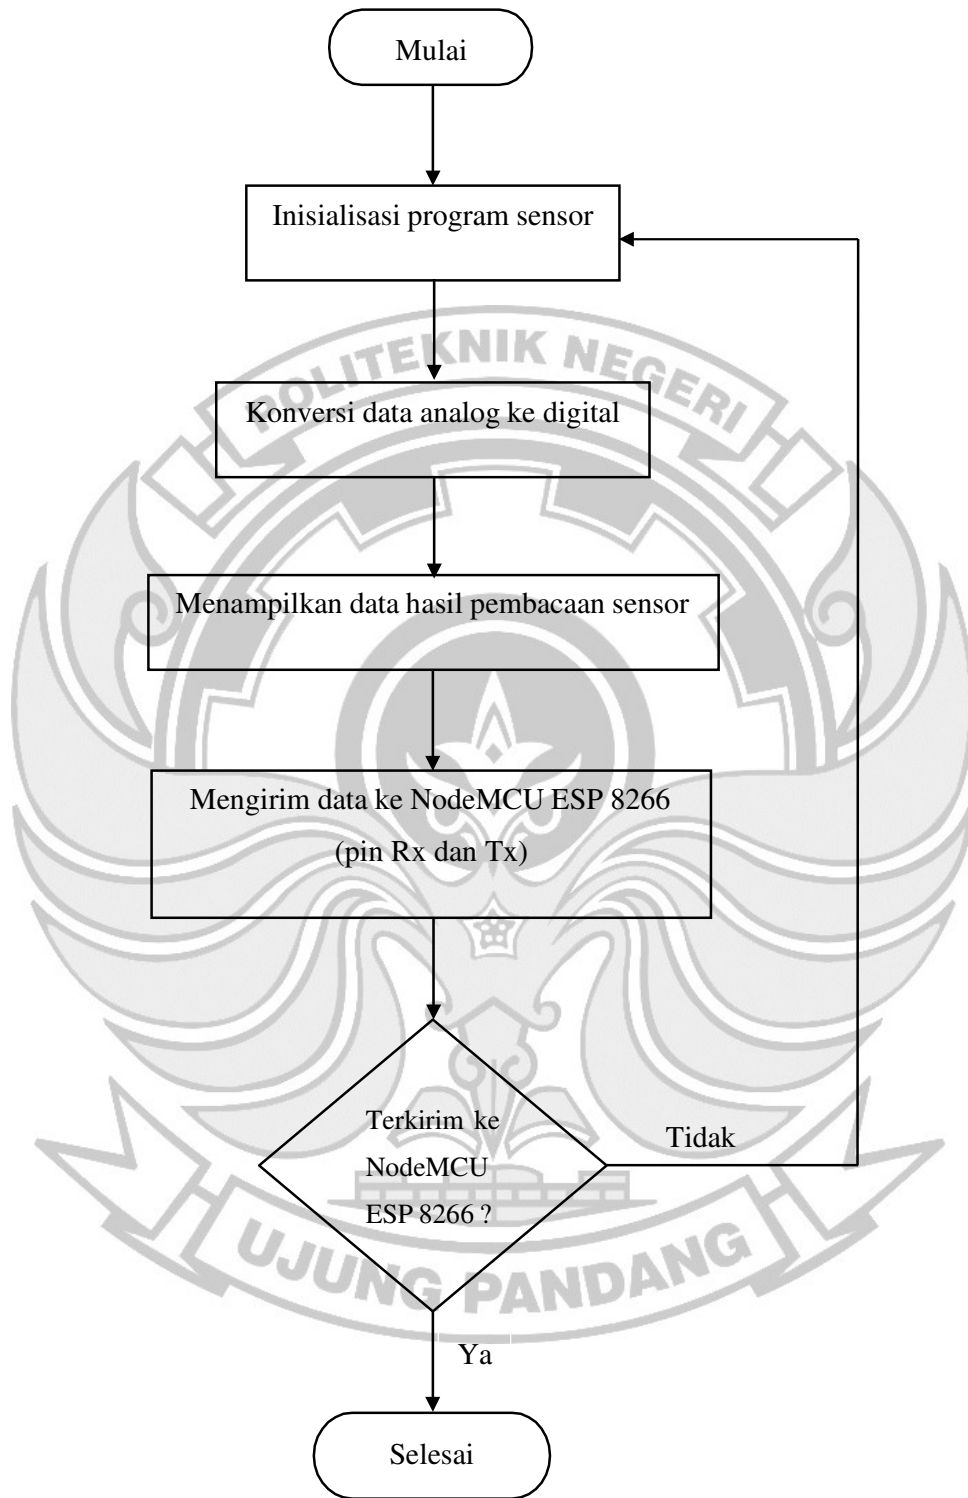 Mulai
Inisialisasi program sensor
POLITEKNIK NEGERI
Konversi data analog ke digital
Menampilkan data hasil pembacaan sensor
Mengirim data ke NodeMCU ESP 8266
(pin Rx dan Tx)
Terkirim ke
NodeMCU
ESP 8266 ?
Tidak
UJUNG PANDANG
Ya
Selesai